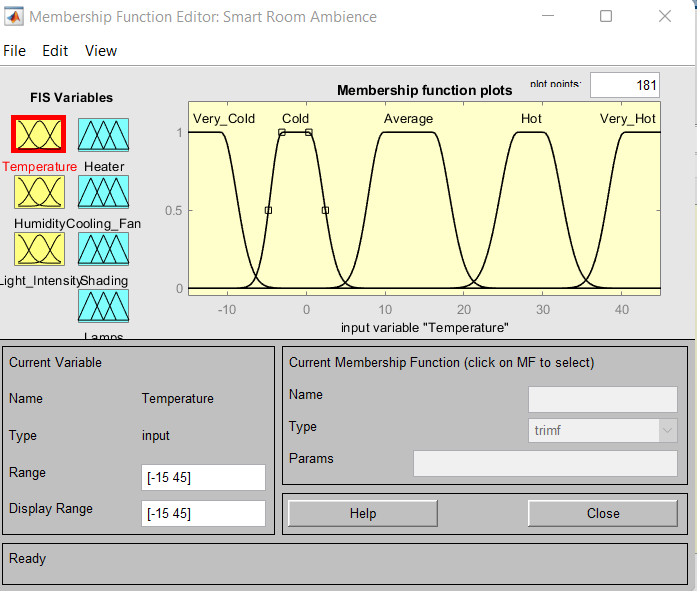 Membership Function Editor: Smart Room Ambience
File Edit View
FIS Variables
Membership function plots
plot points: 181
Very_Cold Cold Average Hot Very_Hot
Temperature Heater
Humidity Cooling_Fan
Light_Intensity Shading
Lamps
1
0.5
0
-10 0 10 20 30 40
input variable "Temperature"
Current Variable
Name Temperature
Type input
Range [-15 45]
Display Range [-15 45]
Current Membership Function (click on MF to select)
Name
Type trimf
Params
Help Close
Ready